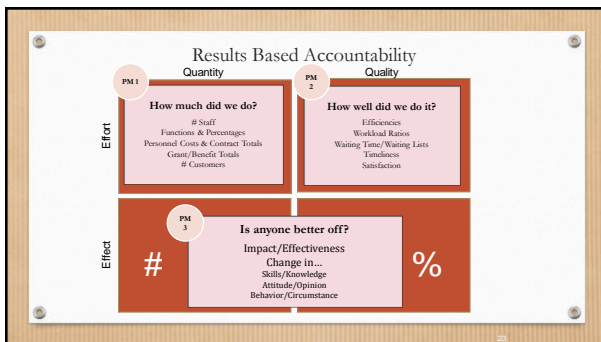 Results Based Accountability
Quantity
Quality
PM 1
PM
2
Effort
How much did we do?
# Staff
Functions & Percentages
Personnel Costs & Contract Totals
Grant/Benefit Totals
# Customers
How well did we do it?
Efficiencies
Workload Ratios
Waiting Time/Waiting Lists
Timeliness
Satisfaction
PM
3
Effect
#
Is anyone better off?
Impact/Effectiveness
Change in…
Skills/Knowledge
Attitude/Opinion
Behavior/Circumstance
%